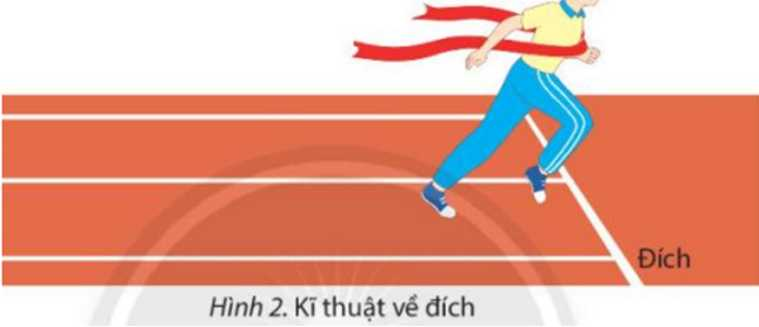 Đích
Hình 2. Kĩ thuật về đích